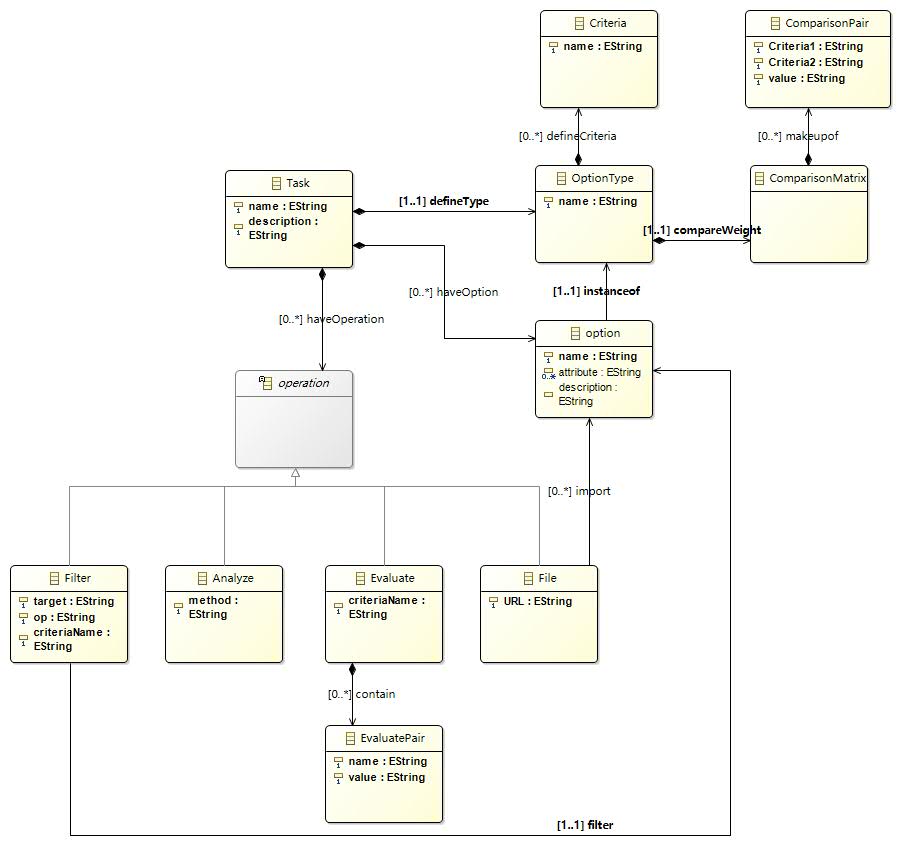 Criteria
name : EString
ComparisonPair
Criteria1 : EString
Criteria2 : EString
value : EString
[0..*] defineCriteria
[0..*] makeupof
Task
name : EString
description :
EString
[1..1] defineType
OptionType
name : EString
ComparisonMatrix
[1..1] compareWeight
[0..*] haveOption
[1..1] instanceof
[0..*] haveOperation
option
name : EString
0..* attribute : EString
description :
EString
operation
[0..*] import
Filter
target : EString
op : EString
criteriaName :
EString
Analyze
method :
EString
Evaluate
criteriaName :
EString
File
URL : EString
[0..*] contain
EvaluatePair
name : EString
value : EString
[1..1] filter